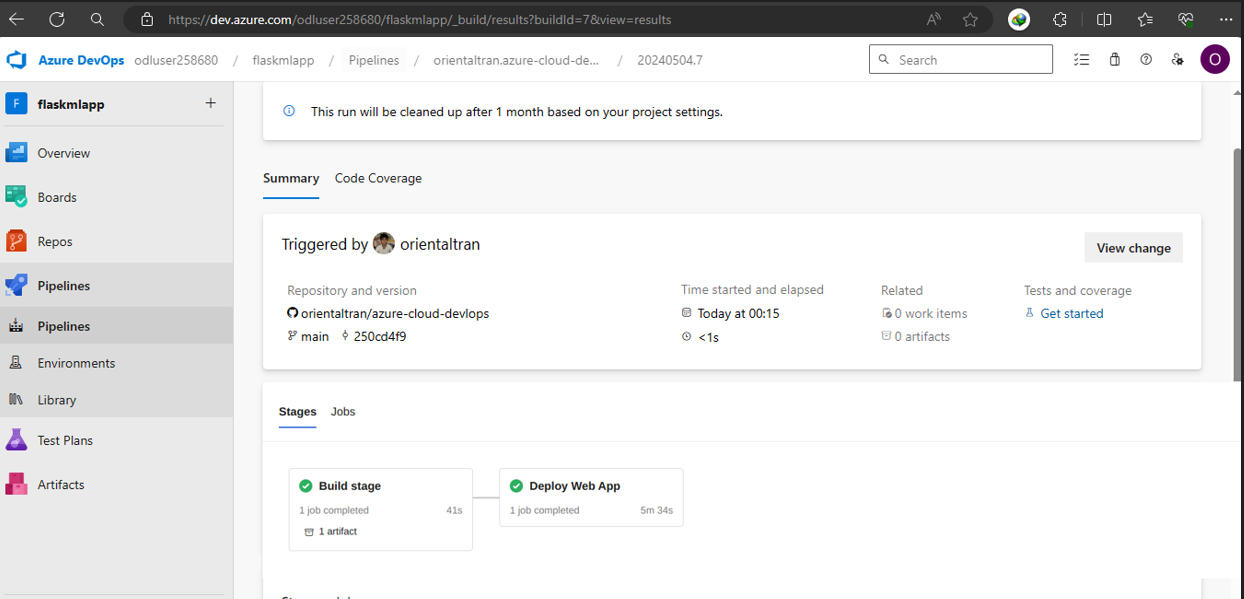 https://dev.azure.com/odluser258680/flaskmlapp/_build/results?buildId=7&view=results
Azure DevOps odluser258680 / flaskmlapp / Pipelines / orientaltran.azure-cloud-de... / 20240504.7
Search
O
F flaskmlapp +
This run will be cleaned up after 1 month based on your project settings.
Overview
Boards
Repos
Pipelines
Pipelines
Environments
Library
Test Plans
Artifacts
Summary Code Coverage
Triggered by orientaltran
View change
Repository and version
orientaltran/azure-cloud-devlops
main 250cd4f9
Time started and elapsed
Today at 00:15
<1s
Related
0 work items
0 artifacts
Tests and coverage
Get started
Stages Jobs
Build stage
1 job completed 41s
1 artifact
Deploy Web App
1 job completed 5m 34s